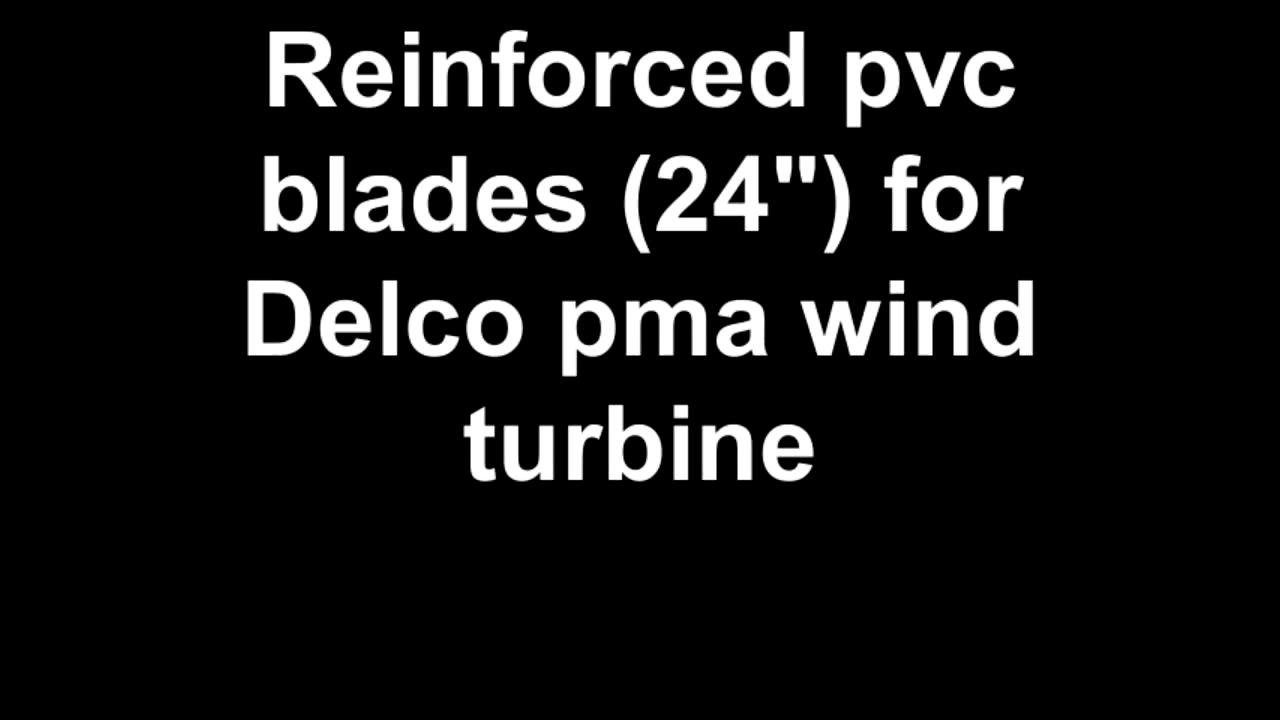 Reinforced pvc
blades (24") for
Delco pma wind
turbine